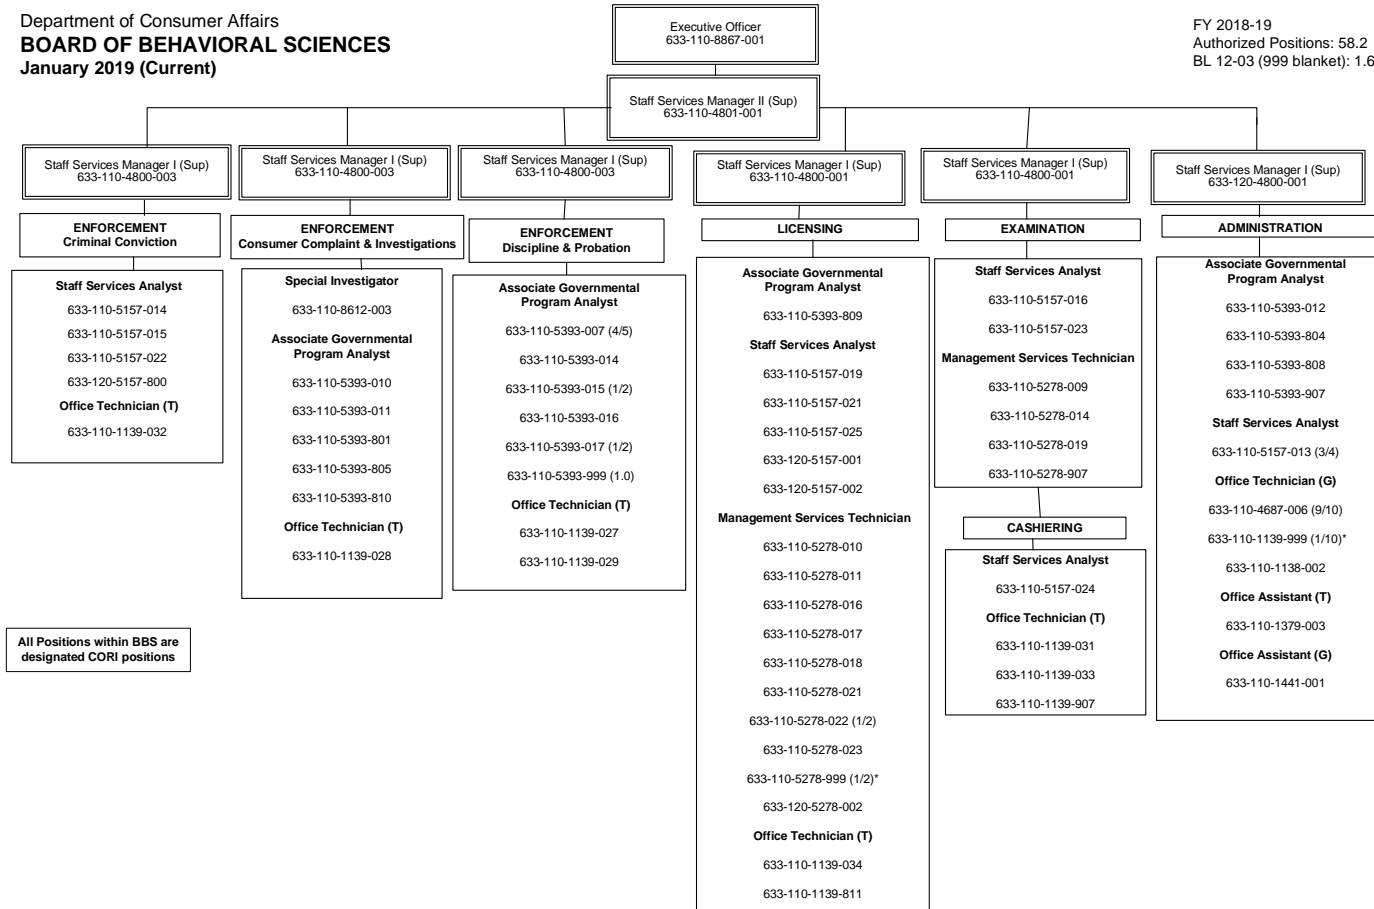 Department of Consumer Affairs
BOARD OF BEHAVIORAL SCIENCES
January 2019 (Current)
Executive Officer
633-110-8867-001
FY 2018-19
Authorized Positions: 58.2
BL 12-03 (999 blanket): 1.6
Staff Services Manager II (Sup)
633-110-4801-001
Staff Services Manager I (Sup)
633-110-4800-003
ENFORCEMENT
Criminal Conviction
Staff Services Analyst
633-110-5157-014
633-110-5157-015
633-110-5157-022
633-120-5157-800
Office Technician (T)
633-110-1139-032
Staff Services Manager I (Sup)
633-110-4800-003
ENFORCEMENT
Consumer Complaint & Investigations
Special Investigator
633-110-8612-003
Associate Governmental
Program Analyst
633-110-5393-010
633-110-5393-011
633-110-5393-801
633-110-5393-805
633-110-5393-810
Office Technician (T)
633-110-1139-028
Staff Services Manager I (Sup)
633-110-4800-003
ENFORCEMENT
Discipline & Probation
Associate Governmental
Program Analyst
633-110-5393-007 (4/5)
633-110-5393-014
633-110-5393-015 (1/2)
633-110-5393-016
633-110-5393-017 (1/2)
633-110-5393-999 (1.0)
Office Technician (T)
633-110-1139-027
633-110-1139-029
Staff Services Manager I (Sup)
633-110-4800-001
LICENSING
Associate Governmental
Program Analyst
633-110-5393-809
Staff Services Analyst
633-110-5157-019
633-110-5157-021
633-110-5157-025
633-120-5157-001
633-120-5157-002
Management Services Technician
633-110-5278-010
633-110-5278-011
633-110-5278-016
633-110-5278-017
633-110-5278-018
633-110-5278-021
633-110-5278-022 (1/2)
633-110-5278-023
633-110-5278-999 (1/2)*
633-120-5278-002
Office Technician (T)
633-110-1139-034
633-110-1139-811
Staff Services Manager I (Sup)
633-110-4800-001
EXAMINATION
Staff Services Analyst
633-110-5157-016
633-110-5157-023
Management Services Technician
633-110-5278-009
633-110-5278-014
633-110-5278-019
633-110-5278-907
CASHIERING
Staff Services Analyst
633-110-5157-024
Office Technician (T)
633-110-1139-031
633-110-1139-033
633-110-1139-907
Staff Services Manager I (Sup)
633-120-4800-001
ADMINISTRATION
Associate Governmental
Program Analyst
633-110-5393-012
633-110-5393-804
633-110-5393-808
633-110-5393-907
Staff Services Analyst
633-110-5157-013 (3/4)
Office Technician (G)
633-110-4687-006 (9/10)
633-110-1139-999 (1/10)*
633-110-1138-002
Office Assistant (T)
633-110-1379-003
Office Assistant (G)
633-110-1441-001
All Positions within BBS are
designated CORI positions